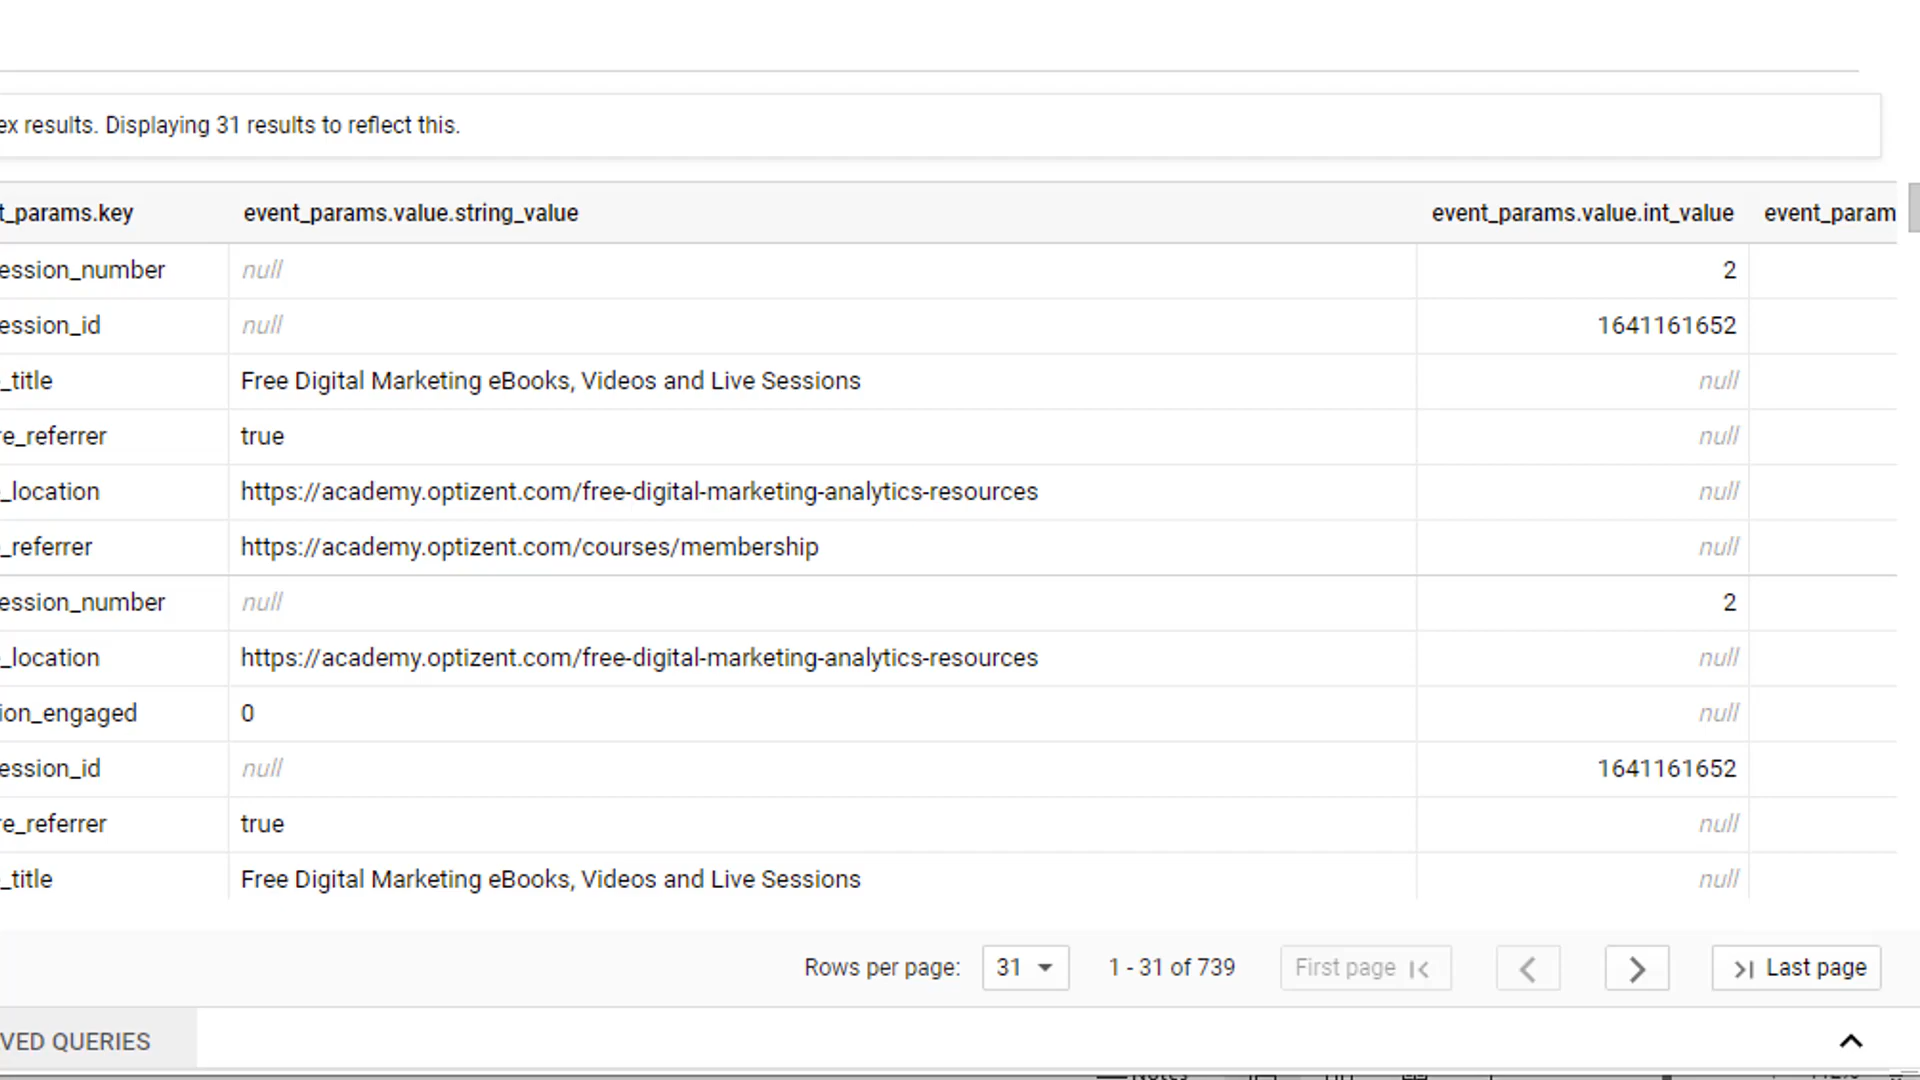 ex results. Displaying 31 results to reflect this.
t_params.key event_params.value.string_value event_params.value.int_value event_param
ession_number null 2
ession_id null 1641161652
_title Free Digital Marketing eBooks, Videos and Live Sessions null
re_referrer true null
_location https://academy.optizent.com/free-digital-marketing-analytics-resources null
_referrer https://academy.optizent.com/courses/membership null
ession_number null 2
_location https://academy.optizent.com/free-digital-marketing-analytics-resources null
ion_engaged 0 null
ession_id null 1641161652
re_referrer true null
_title Free Digital Marketing eBooks, Videos and Live Sessions null
Rows per page: 31 1 - 31 of 739 First page Last page
VED QUERIES